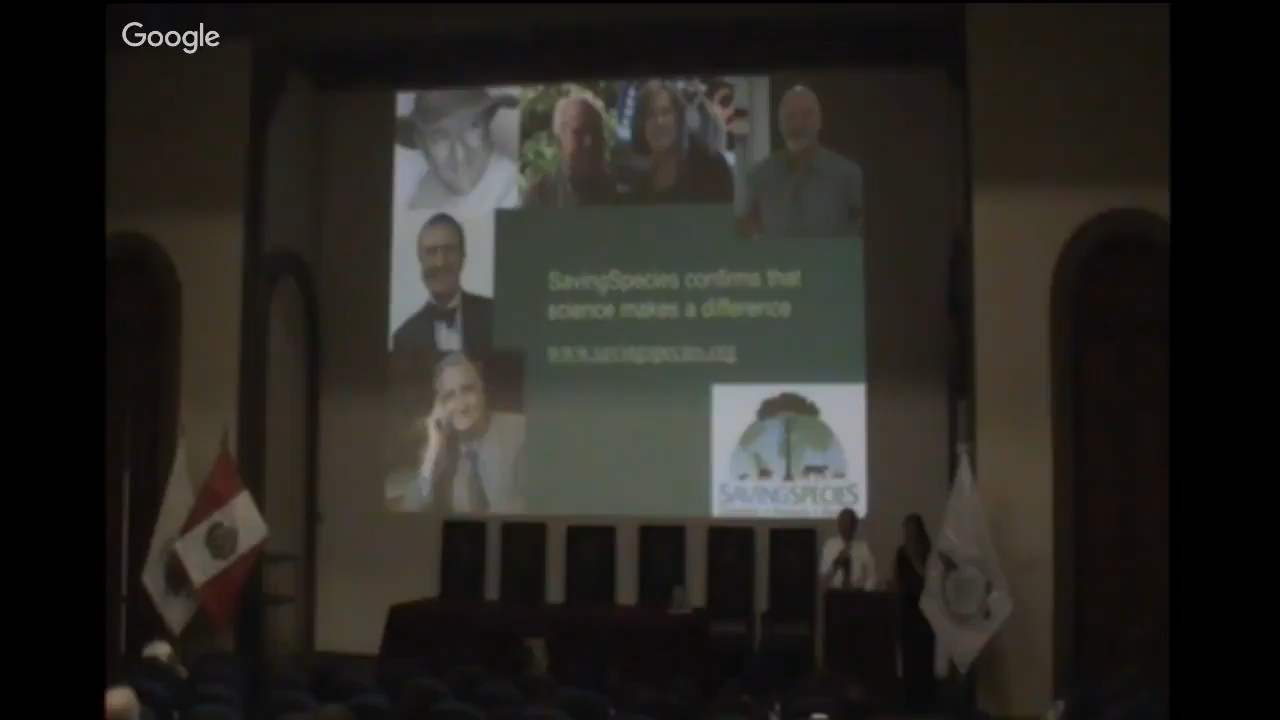 Google
SavingSpecies confirms that
science makes a difference
www.savingspecies.org
SAVINGSPECIES